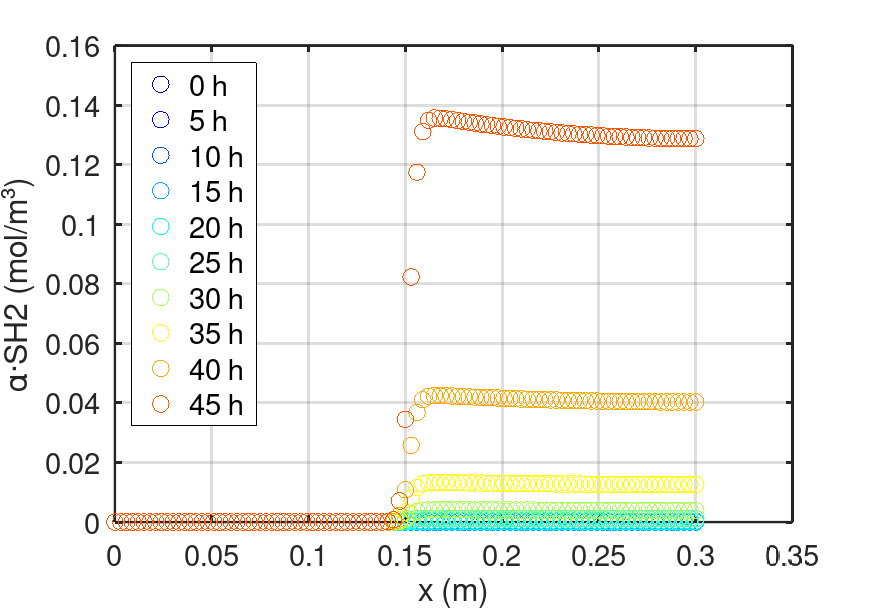 0.16
0.14
0.12
0.1
0.08
0.06
0.04
0.02
0
α·SH2 (mol/m³)
0 h
5 h
10 h
15 h
20 h
25 h
30 h
35 h
40 h
45 h
0 0.05 0.1 0.15 0.2 0.25 0.3 0.35
x (m)